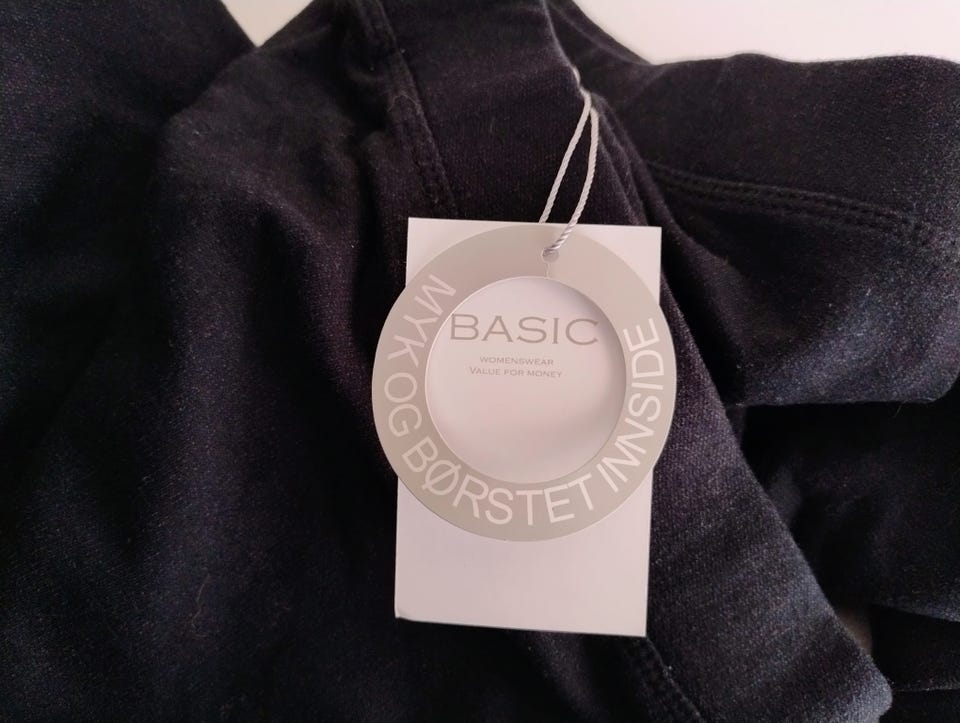 BASIC
WOMENSWEAR
VALUE FOR MONEY
MYK OG BØRSTET INNSIDE